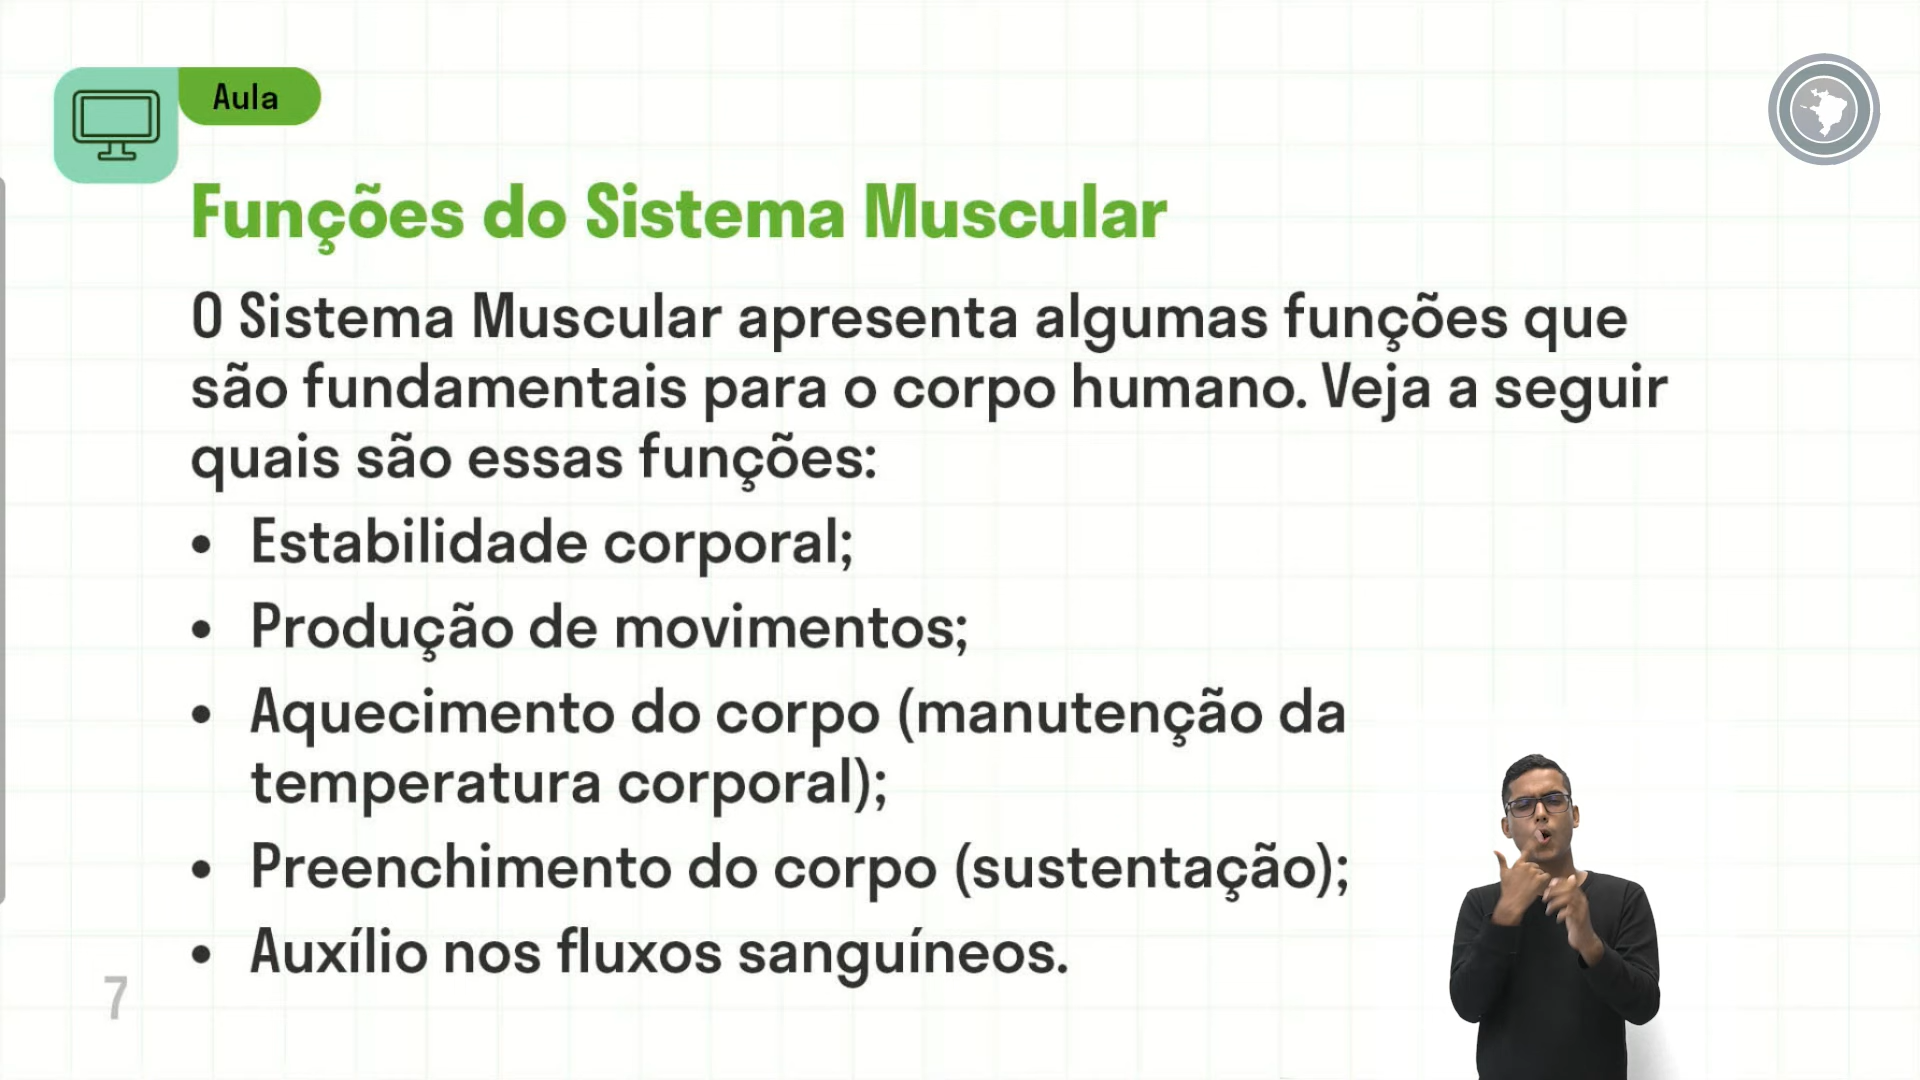 Aula
Funções do Sistema Muscular
O Sistema Muscular apresenta algumas funções que
são fundamentais para o corpo humano. Veja a seguir
quais são essas funções:
• Estabilidade corporal;
• Produção de movimentos;
• Aquecimento do corpo (manutenção da
temperatura corporal);
• Preenchimento do corpo (sustentação);
• Auxílio nos fluxos sanguíneos.
7